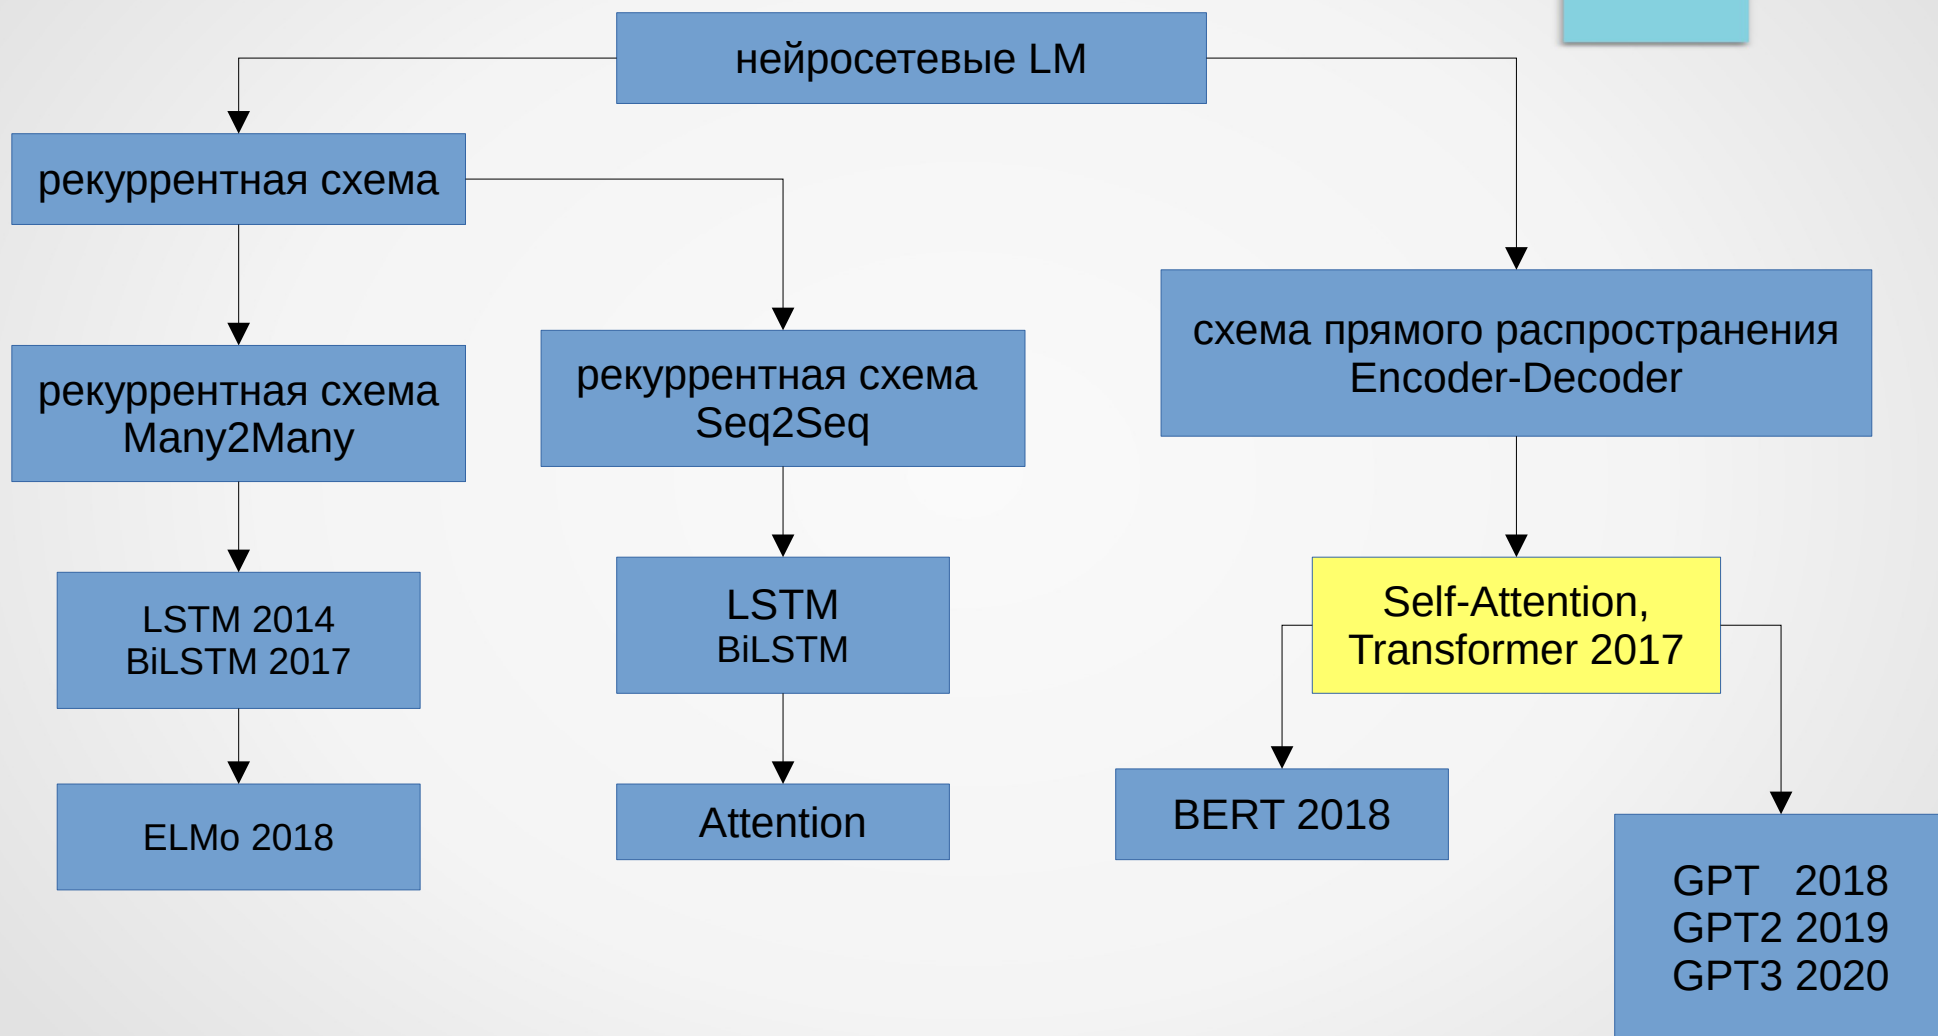 нейросетевые LM
рекуррентная схема
рекуррентная схема
Many2Many
рекуррентная схема
Seq2Seq
схема прямого распространения
Encoder-Decoder
LSTM 2014
BiLSTM 2017
LSTM
BiLSTM
Self-Attention,
Transformer 2017
ELMo 2018
Attention
BERT 2018
GPT 2018
GPT2 2019
GPT3 2020